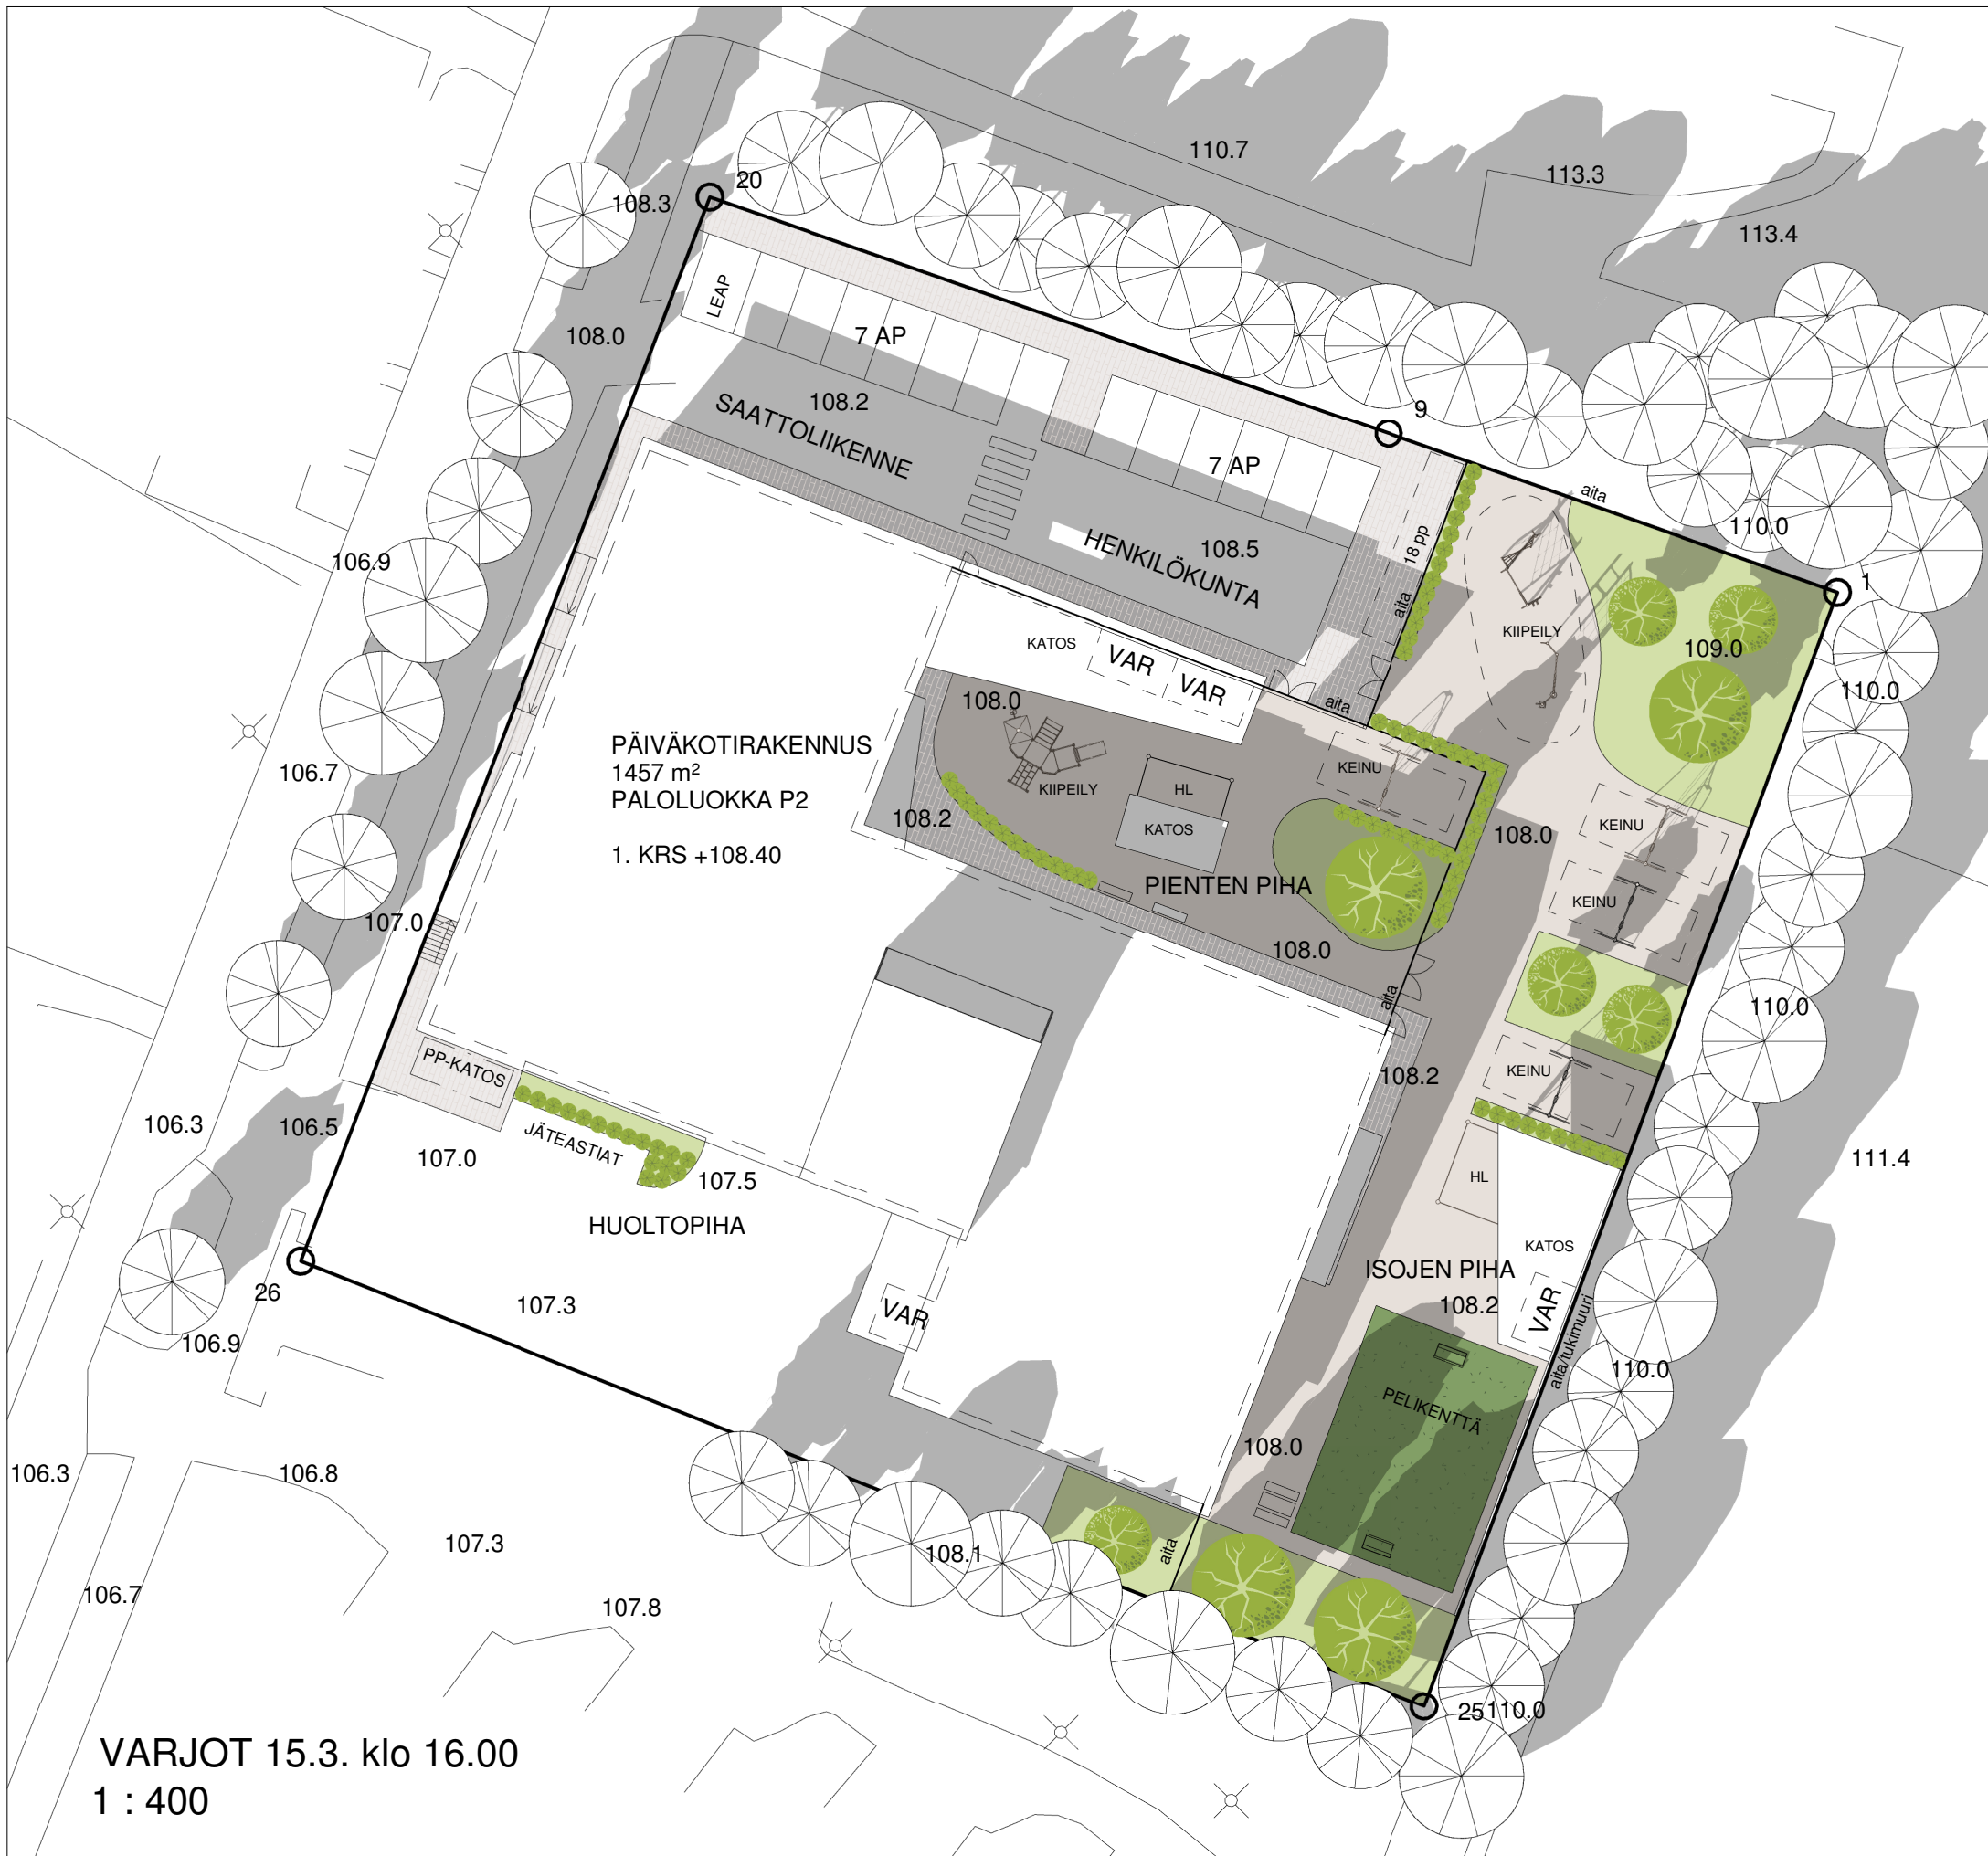 110.7
113.3
20
108.3
113.4
LEAP
108.0
7 AP
108.2
SAATTOLIIKENNE
9
7 AP
aita
18 pp
110.0
108.5
HENKILÖKUNTA
106.9
1
aita
KIIPEILY
KATOS
VAR
VAR
109.0
110.0
108.0
aita
PÄIVÄKOTIRAKENNUS
1457 m²
PALOLUOKKA P2
1. KRS +108.40
106.7
KEINU
KIIPEILY
HL
108.2
KATOS
KEINU
108.0
PIENTEN PIHA
KEINU
107.0
108.0
aita
110.0
PP-KATOS
108.2
KEINU
106.3
106.5
JÄTEASTIAT
107.0
107.5
111.4
HL
HUOLTOPIHA
KATOS
ISOJEN PIHA
108.2
26
107.3
VAR
VAR
aita/tukimuuri
106.9
110.0
PELIKENTTÄ
108.0
106.3
106.8
107.3
108.1
aita
106.7
107.8
25
110.0
VARJOT 15.3. klo 16.00
1 : 400